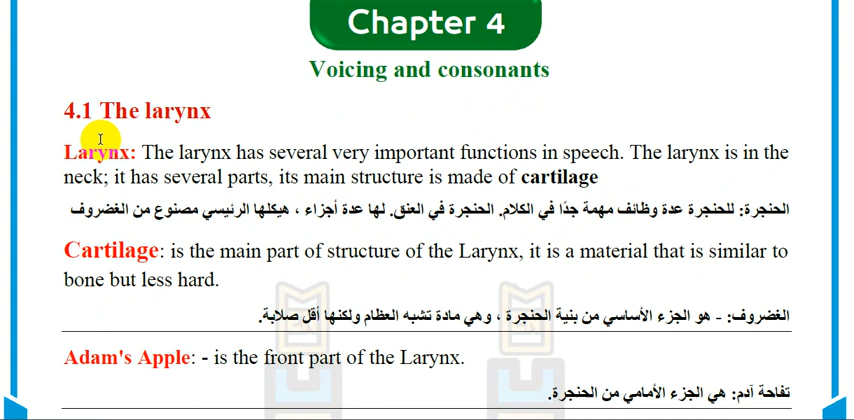 Chapter 4
Voicing and consonants
4.1 The larynx
Larynx: The larynx has several very important functions in speech. The larynx is in the
neck; it has several parts, its main structure is made of cartilage
الحنجرة: للحنجرة عدة وظائف مهمة جدًا في الكلام. الحنجرة في العنق. لها عدة أجزاء ، هيكلها الرئيسي مصنوع من الغضروف
Cartilage: is the main part of structure of the Larynx, it is a material that is similar to
bone but less hard.
الغضروف: - هو الجزء الأساسي من بنية الحنجرة ، وهي مادة تشبه العظام ولكنها أقل صلابة.
Adam's Apple: - is the front part of the Larynx.
تفاحة آدم: هي الجزء الأمامي من الحنجرة.